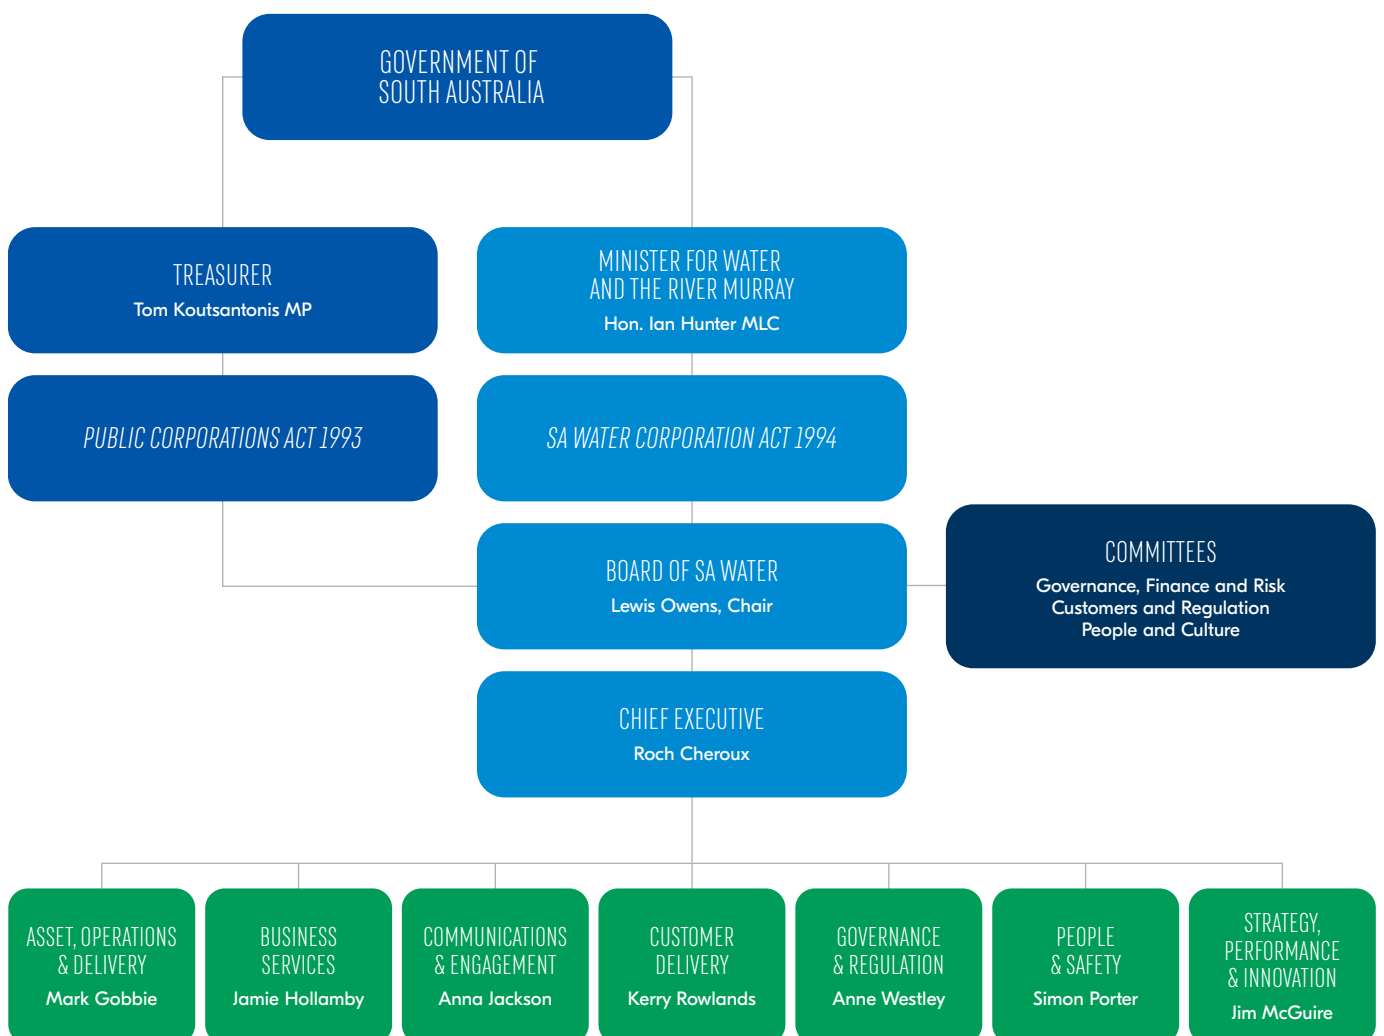 GOVERNMENT OF
SOUTH AUSTRALIA
TREASURER
Tom Koutsantonis MP
MINISTER FOR WATER
AND THE RIVER MURRAY
Hon. Ian Hunter MLC
PUBLIC CORPORATIONS ACT 1993
SA WATER CORPORATION ACT 1994
BOARD OF SA WATER
Lewis Owens, Chair
COMMITTEES
Governance, Finance and Risk
Customers and Regulation
People and Culture
CHIEF EXECUTIVE
Roch Cheroux
ASSET, OPERATIONS
& DELIVERY
Mark Gobbie
BUSINESS
SERVICES
Jamie Hollamby
COMMUNICATIONS
& ENGAGEMENT
Anna Jackson
CUSTOMER
DELIVERY
Kerry Rowlands
GOVERNANCE
& REGULATION
Anne Westley
PEOPLE
& SAFETY
Simon Porter
STRATEGY,
PERFORMANCE
& INNOVATION
Jim McGuire